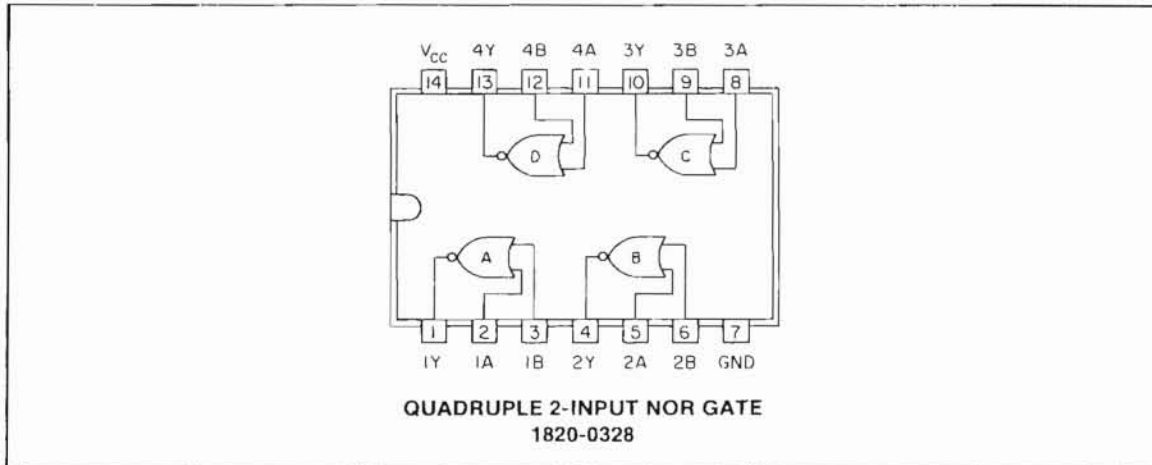 VCC 4Y 4B 4A 3Y 3B 3A
14 13 12 11 10 9 8
D C
A B
1 2 3 4 5 6 7
1Y 1A 1B 2Y 2A 2B GND
QUADRUPLE 2-INPUT NOR GATE
1820-0328